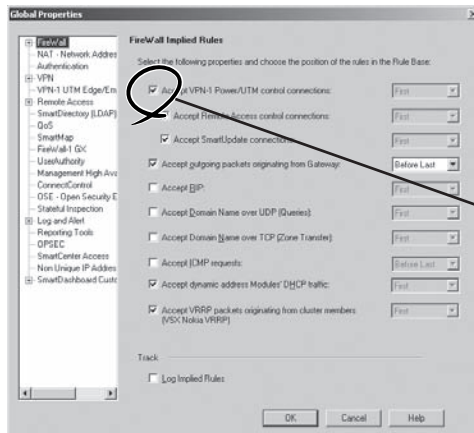 Global Properties
FireWall
NAT - Network Addres
Authentication
VPN
VPN-1 UTM Edge/Em
Remote Access
SmartDirectory (LDAP)
QoS
SmartMap
FireWall-1 GX
UserAuthority
Management High Ava
ConnectControl
OSE - Open Security E
Stateful Inspection
Log and Alert
Reporting Tools
OPSEC
SmartCenter Access
Non Unique IP Addres
SmartDashboard Custo
FireWall Implied Rules
Select the following properties and choose the position of the rules in the Rule Base:
Accept VPN-1 Power/UTM control connections: First
Accept Remote Access control connections: First
Accept SmartUpdate connections: First
Accept outgoing packets originating from Gateway: Before Last
Accept RIP: First
Accept Domain Name over UDP (Queries): First
Accept Domain Name over TCP (Zone Transfer): First
Accept ICMP requests: Before Last
Accept dynamic address Modules' DHCP traffic: First
Accept VRRP packets originating from cluster members First
(VSX Nokia VRRP)
Track
Log Implied Rules
OK Cancel Help